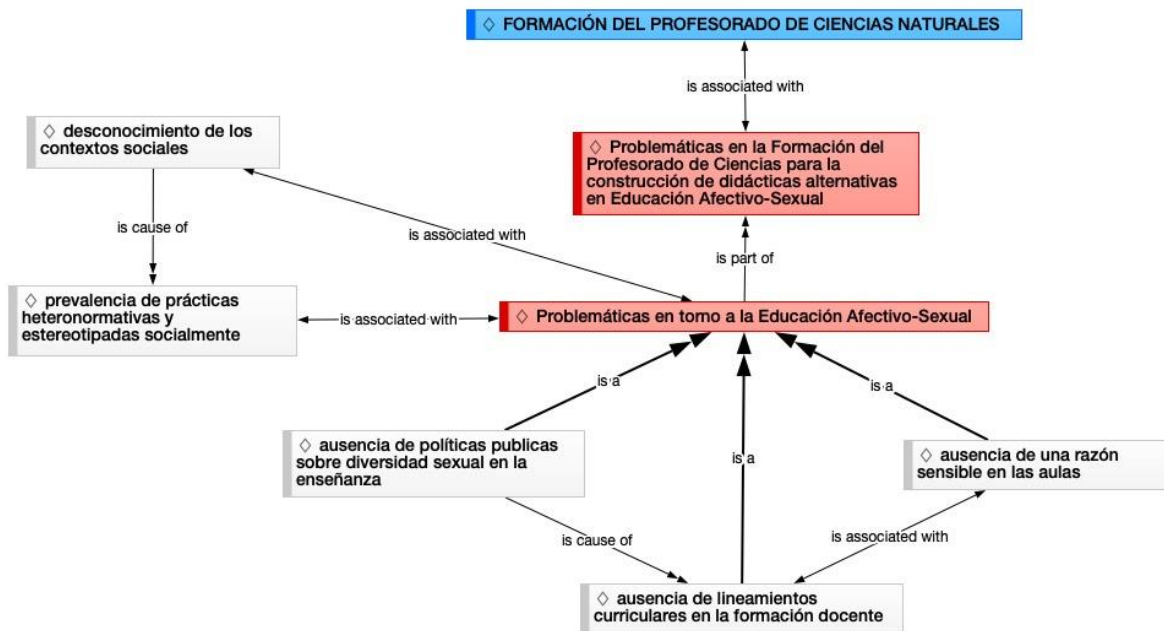 ◇ FORMACIÓN DEL PROFESORADO DE CIENCIAS NATURALES
is associated with
◇ desconocimiento de los
contextos sociales
◇ Problemáticas en la Formación del
Profesorado de Ciencias para la
construcción de didácticas alternativas
en Educación Afectivo-Sexual
is cause of
is associated with
is part of
◇ prevalencia de prácticas
heteronormativas y
estereotipadas socialmente
is associated with
◇ Problemáticas en torno a la Educación Afectivo-Sexual
is a
is a
◇ ausencia de políticas publicas
sobre diversidad sexual en la
enseñanza
is a
◇ ausencia de una razón
sensible en las aulas
is cause of
is associated with
◇ ausencia de lineamientos
curriculares en la formación docente